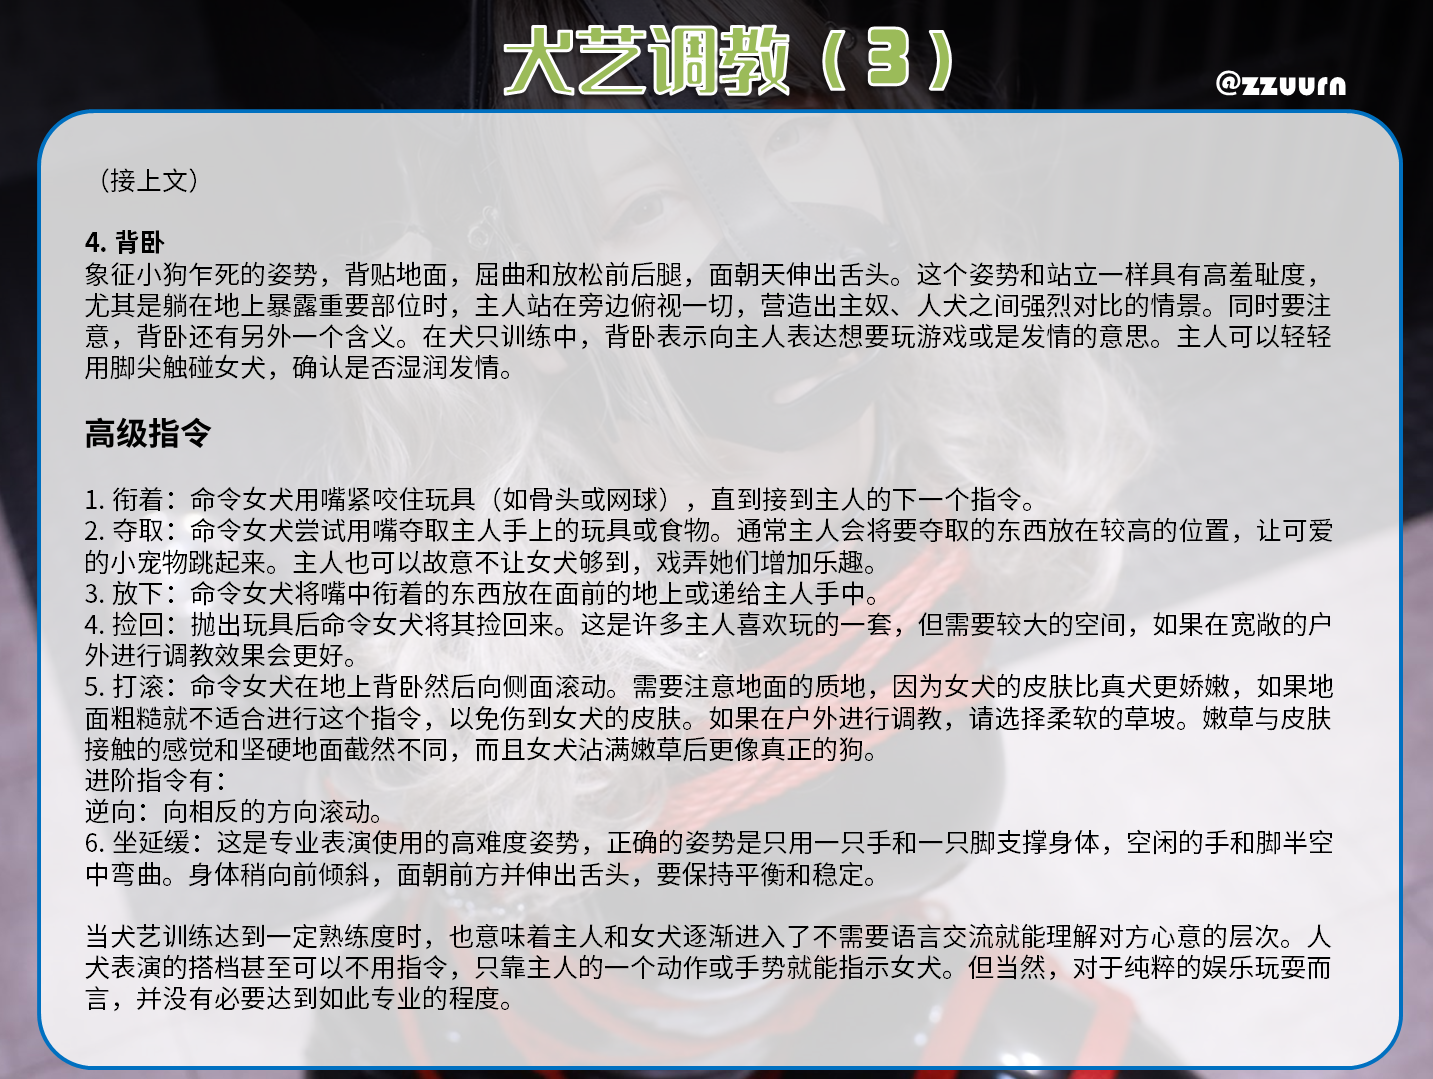 犬艺调教（3）
@zzuurn
（接上文）
4. 背卧
象征小狗乍死的姿势，背贴地面，屈曲和放松前后腿，面朝天伸出舌头。这个姿势和站立一样具有高羞耻度，
尤其是躺在地上暴露重要部位时，主人站在旁边俯视一切，营造出主奴、人犬之间强烈对比的情景。同时要注
意，背卧还有另外一个含义。在犬只训练中，背卧表示向主人表达想要玩游戏或是发情的意思。主人可以轻轻
用脚尖触碰女犬，确认是否湿润发情。
高级指令
1. 衔着：命令女犬用嘴紧咬住玩具（如骨头或网球），直到接到主人的下一个指令。
2. 夺取：命令女犬尝试用嘴夺取主人手上的玩具或食物。通常主人会将要夺取的东西放在较高的位置，让可爱
的小宠物跳起来。主人也可以故意不让女犬够到，戏弄她们增加乐趣。
3. 放下：命令女犬将嘴中衔着的东西放在面前的地上或递给主人手中。
4. 捡回：抛出玩具后命令女犬将其捡回来。这是许多主人喜欢玩的一套，但需要较大的空间，如果在宽敞的户
外进行调教效果会更好。
5. 打滚：命令女犬在地上背卧然后向侧面滚动。需要注意地面的质地，因为女犬的皮肤比真犬更娇嫩，如果地
面粗糙就不适合进行这个指令，以免伤到女犬的皮肤。如果在户外进行调教，请选择柔软的草坡。嫩草与皮肤
接触的感觉和坚硬地面截然不同，而且女犬沾满嫩草后更像真正的狗。
进阶指令有：
逆向：向相反的方向滚动。
6. 坐延缓：这是专业表演使用的高难度姿势，正确的姿势是只用一只手和一只脚支撑身体，空闲的手和脚半空
中弯曲。身体稍向前倾斜，面朝前方并伸出舌头，要保持平衡和稳定。
当犬艺训练达到一定熟练度时，也意味着主人和女犬逐渐进入了不需要语言交流就能理解对方心意的层次。人
犬表演的搭档甚至可以不用指令，只靠主人的一个动作或手势就能指示女犬。但当然，对于纯粹的娱乐玩耍而
言，并没有必要达到如此专业的程度。